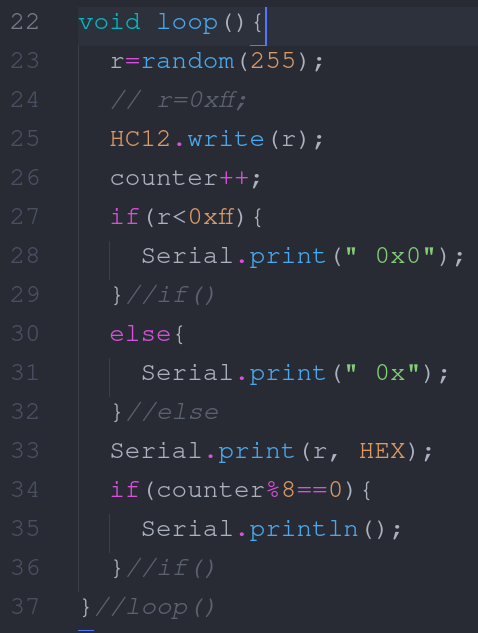 22 void loop(){
23   r=random(255);
24   // r=0xff;
25   HC12.write(r);
26   counter++;
27   if(r<0xff){
28     Serial.print(" 0x0");
29   }//if()
30   else{
31     Serial.print(" 0x");
32   }//else
33   Serial.print(r, HEX);
34   if(counter%8==0){
35     Serial.println();
36   }//if()
37 }//loop()